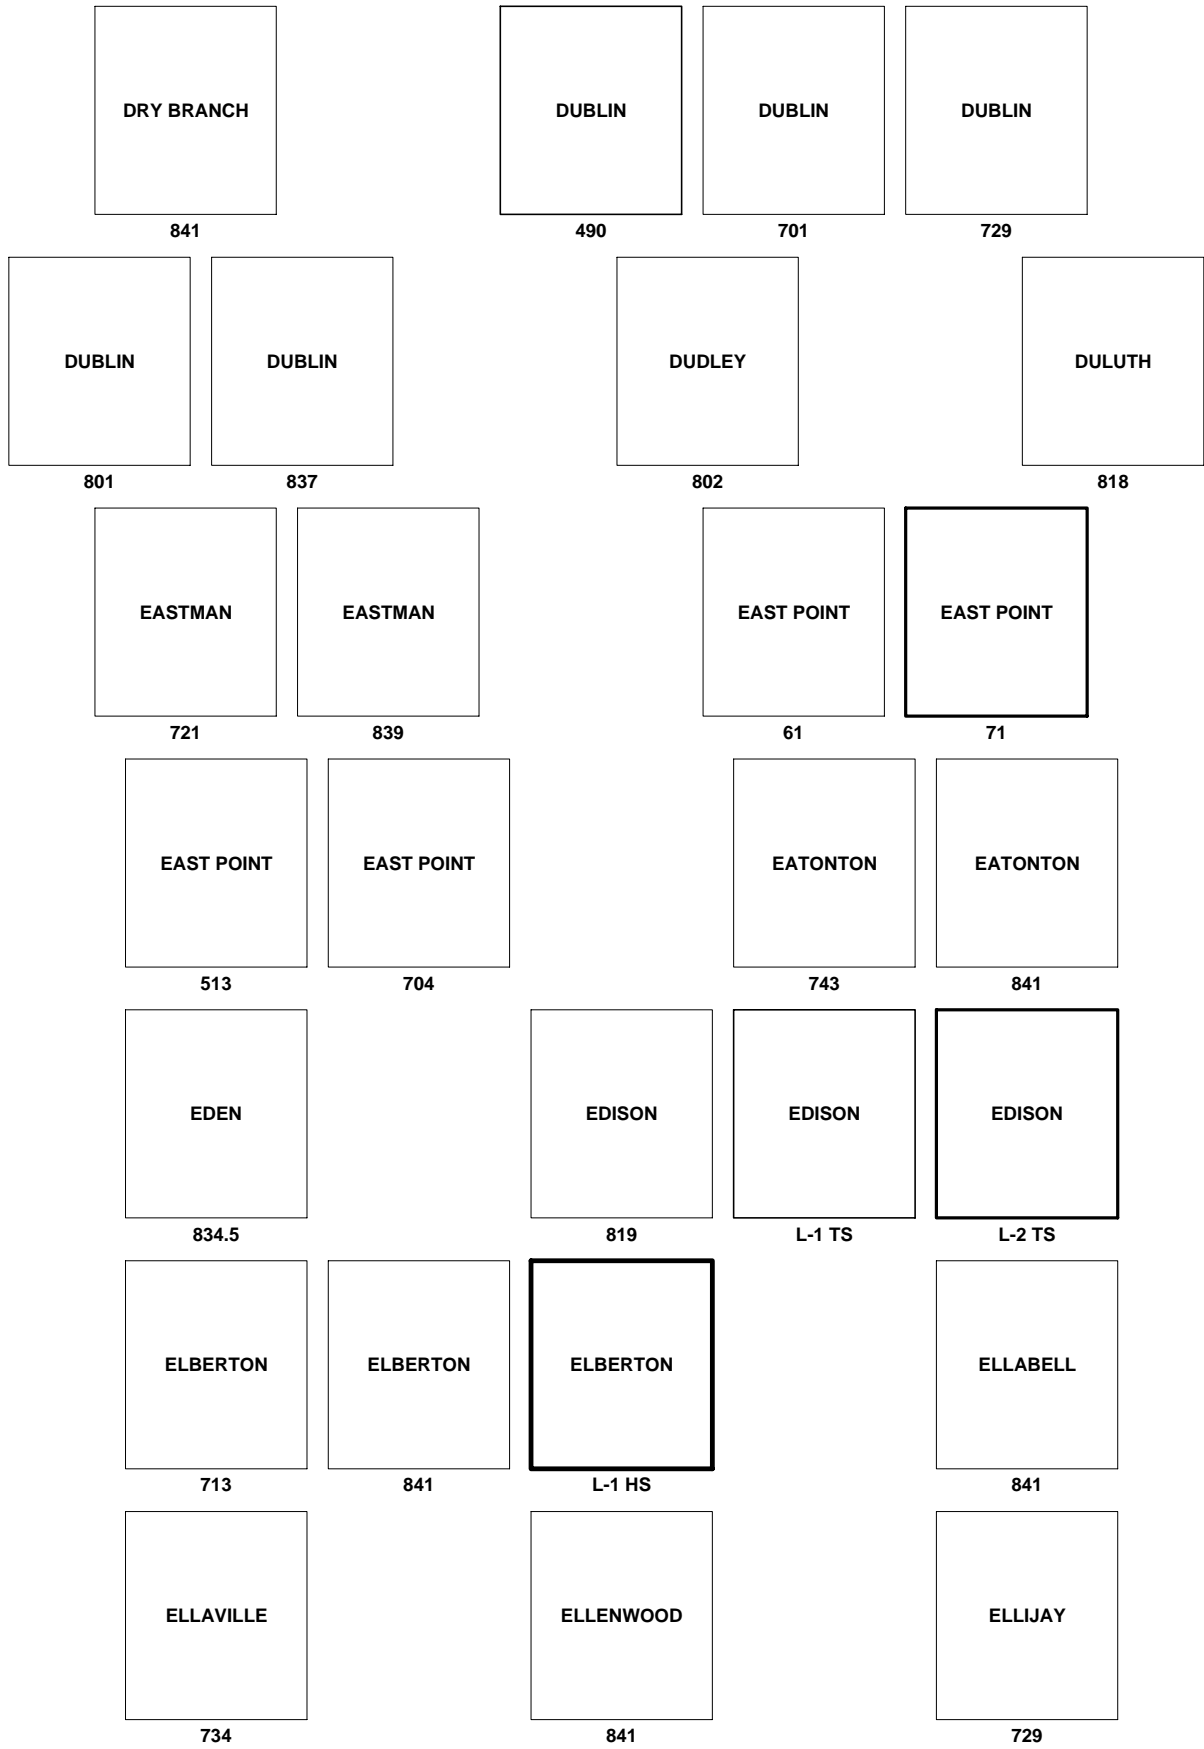 DRY BRANCH DUBLIN DUBLIN DUBLIN
841 490 701 729
DUBLIN DUBLIN DUDLEY DULUTH
801 837 802 818
EASTMAN EASTMAN EAST POINT EAST POINT
721 839 61 71
EAST POINT EAST POINT EATONTON EATONTON
513 704 743 841
EDEN EDISON EDISON EDISON
834.5 819 L-1 TS L-2 TS
ELBERTON ELBERTON ELBERTON ELLABELL
713 841 L-1 HS 841
ELLAVILLE ELLENWOOD ELLIJAY
734 841 729